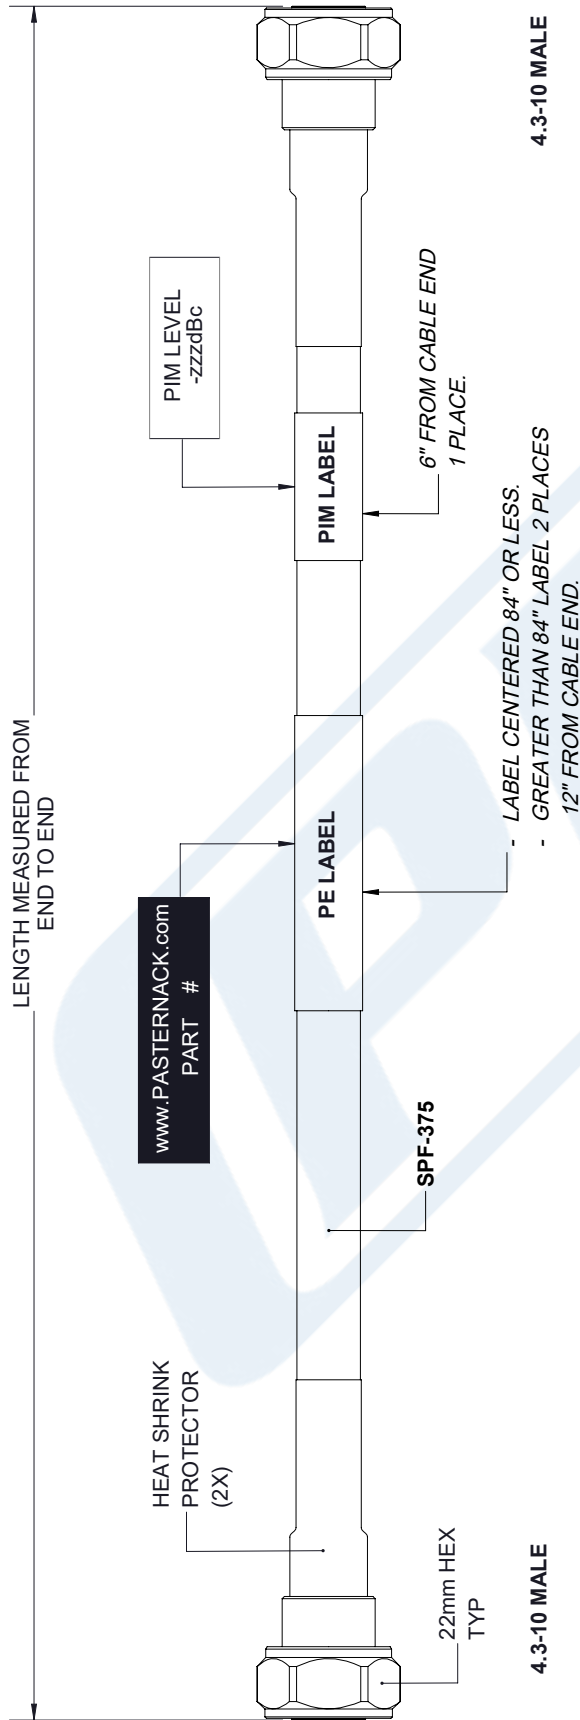 LENGTH MEASURED FROM
END TO END
HEAT SHRINK
PROTECTOR
(2X)
www.PASTERNACK.com
PART #
PIM LEVEL
-zzzdBc
PE LABEL
PIM LABEL
22mm HEX
TYP
SPF-375
6" FROM CABLE END
1 PLACE.
- LABEL CENTERED 84" OR LESS.
- GREATER THAN 84" LABEL 2 PLACES
12" FROM CABLE END.
4.3-10 MALE
4.3-10 MALE